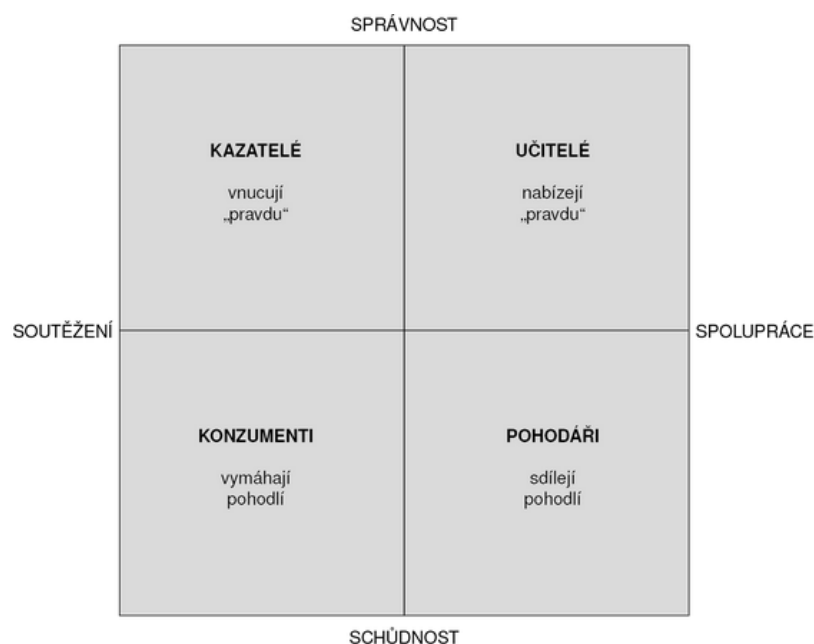 SPRÁVNOST
KAZATELÉ
vnucují
„pravdu“
UČITELÉ
nabízejí
„pravdu“
SOUTĚŽENÍ
SPOLUPRÁCE
KONZUMENTI
vymáhají
pohodlí
POHODÁŘI
sdílejí
pohodlí
SCHŮDNOST